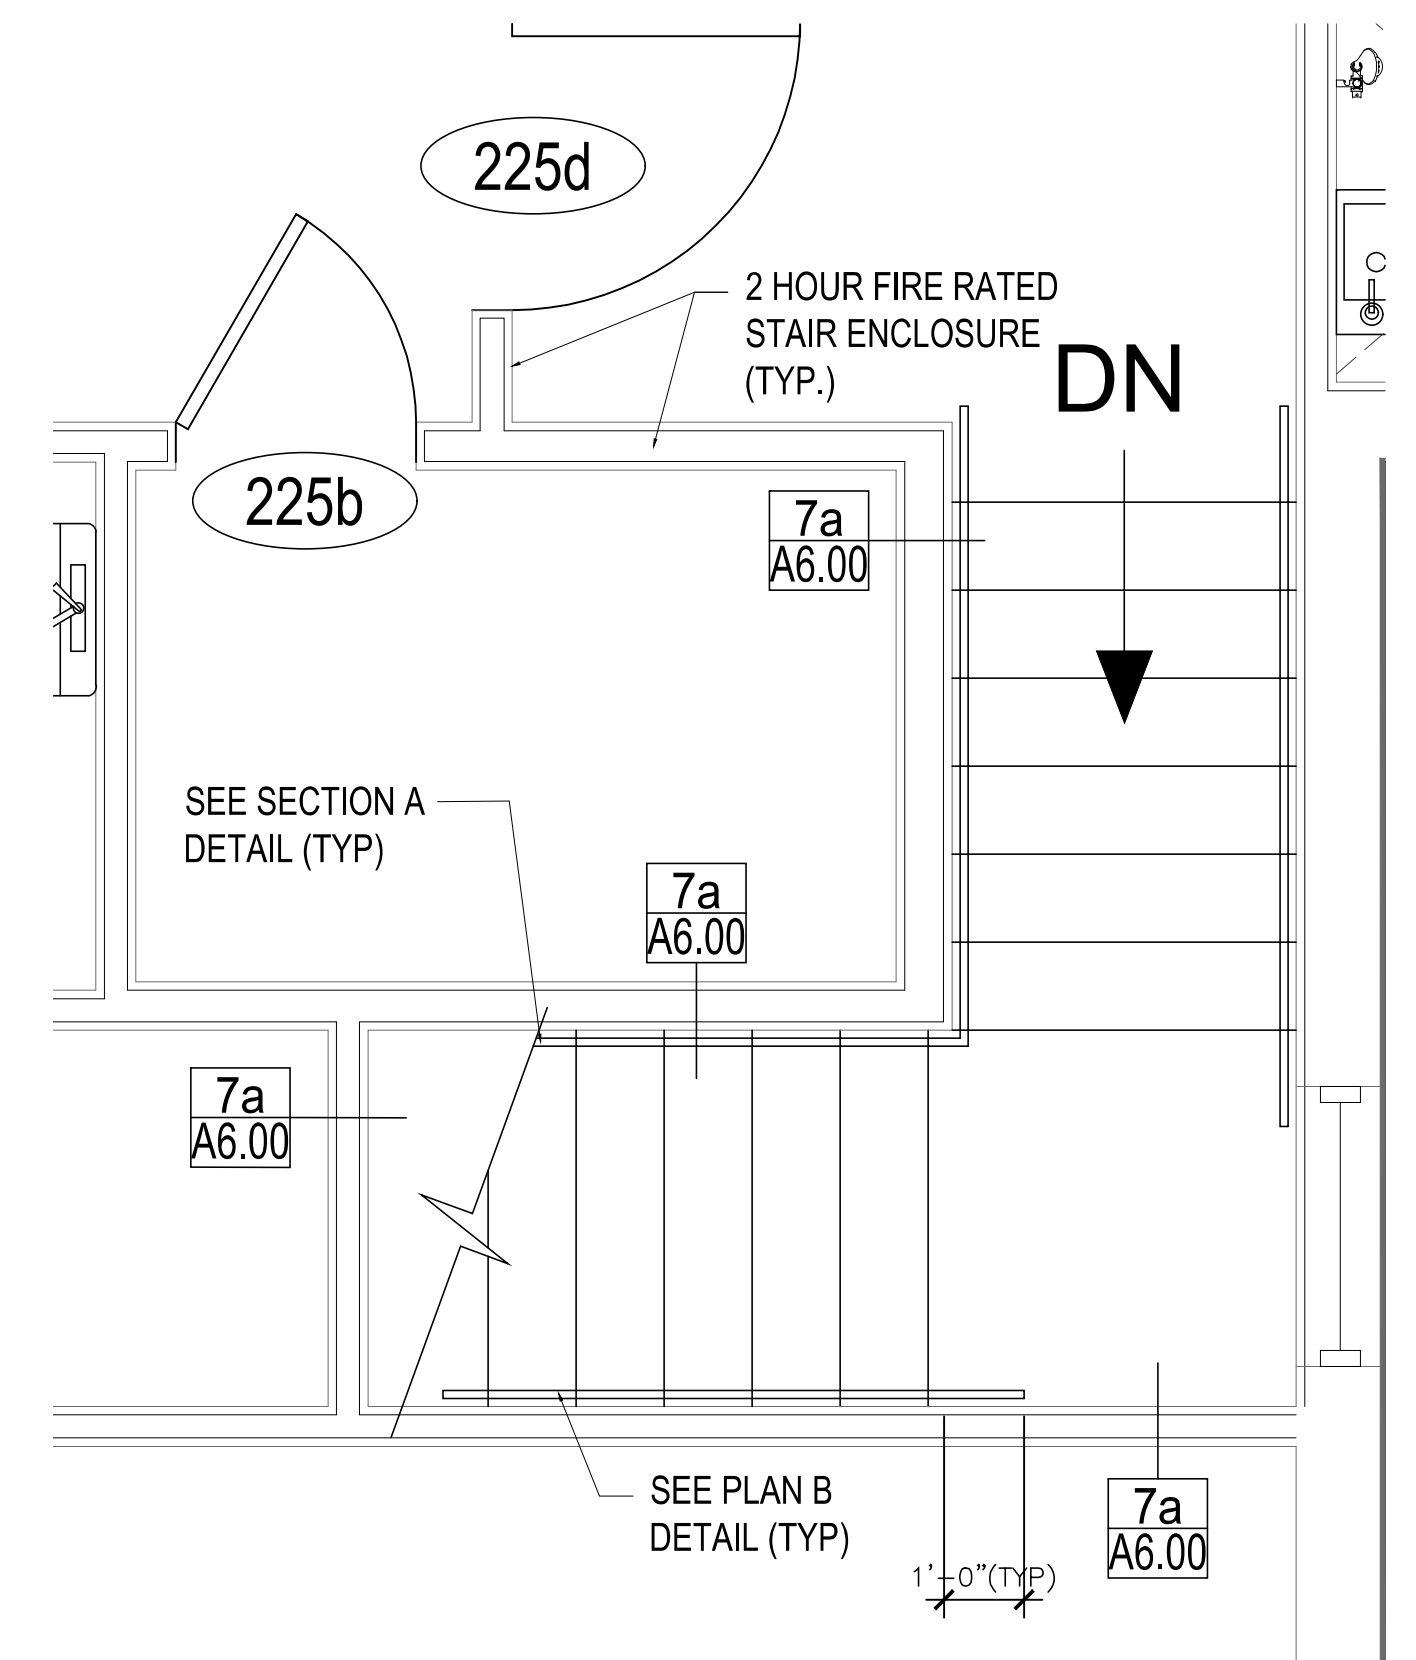 225d
2 HOUR FIRE RATED
STAIR ENCLOSURE
(TYP.)
DN
225b
7a
A6.00
SEE SECTION A
DETAIL (TYP)
7a
A6.00
7a
A6.00
SEE PLAN B
DETAIL (TYP)
7a
A6.00
1'-0"(TYP)